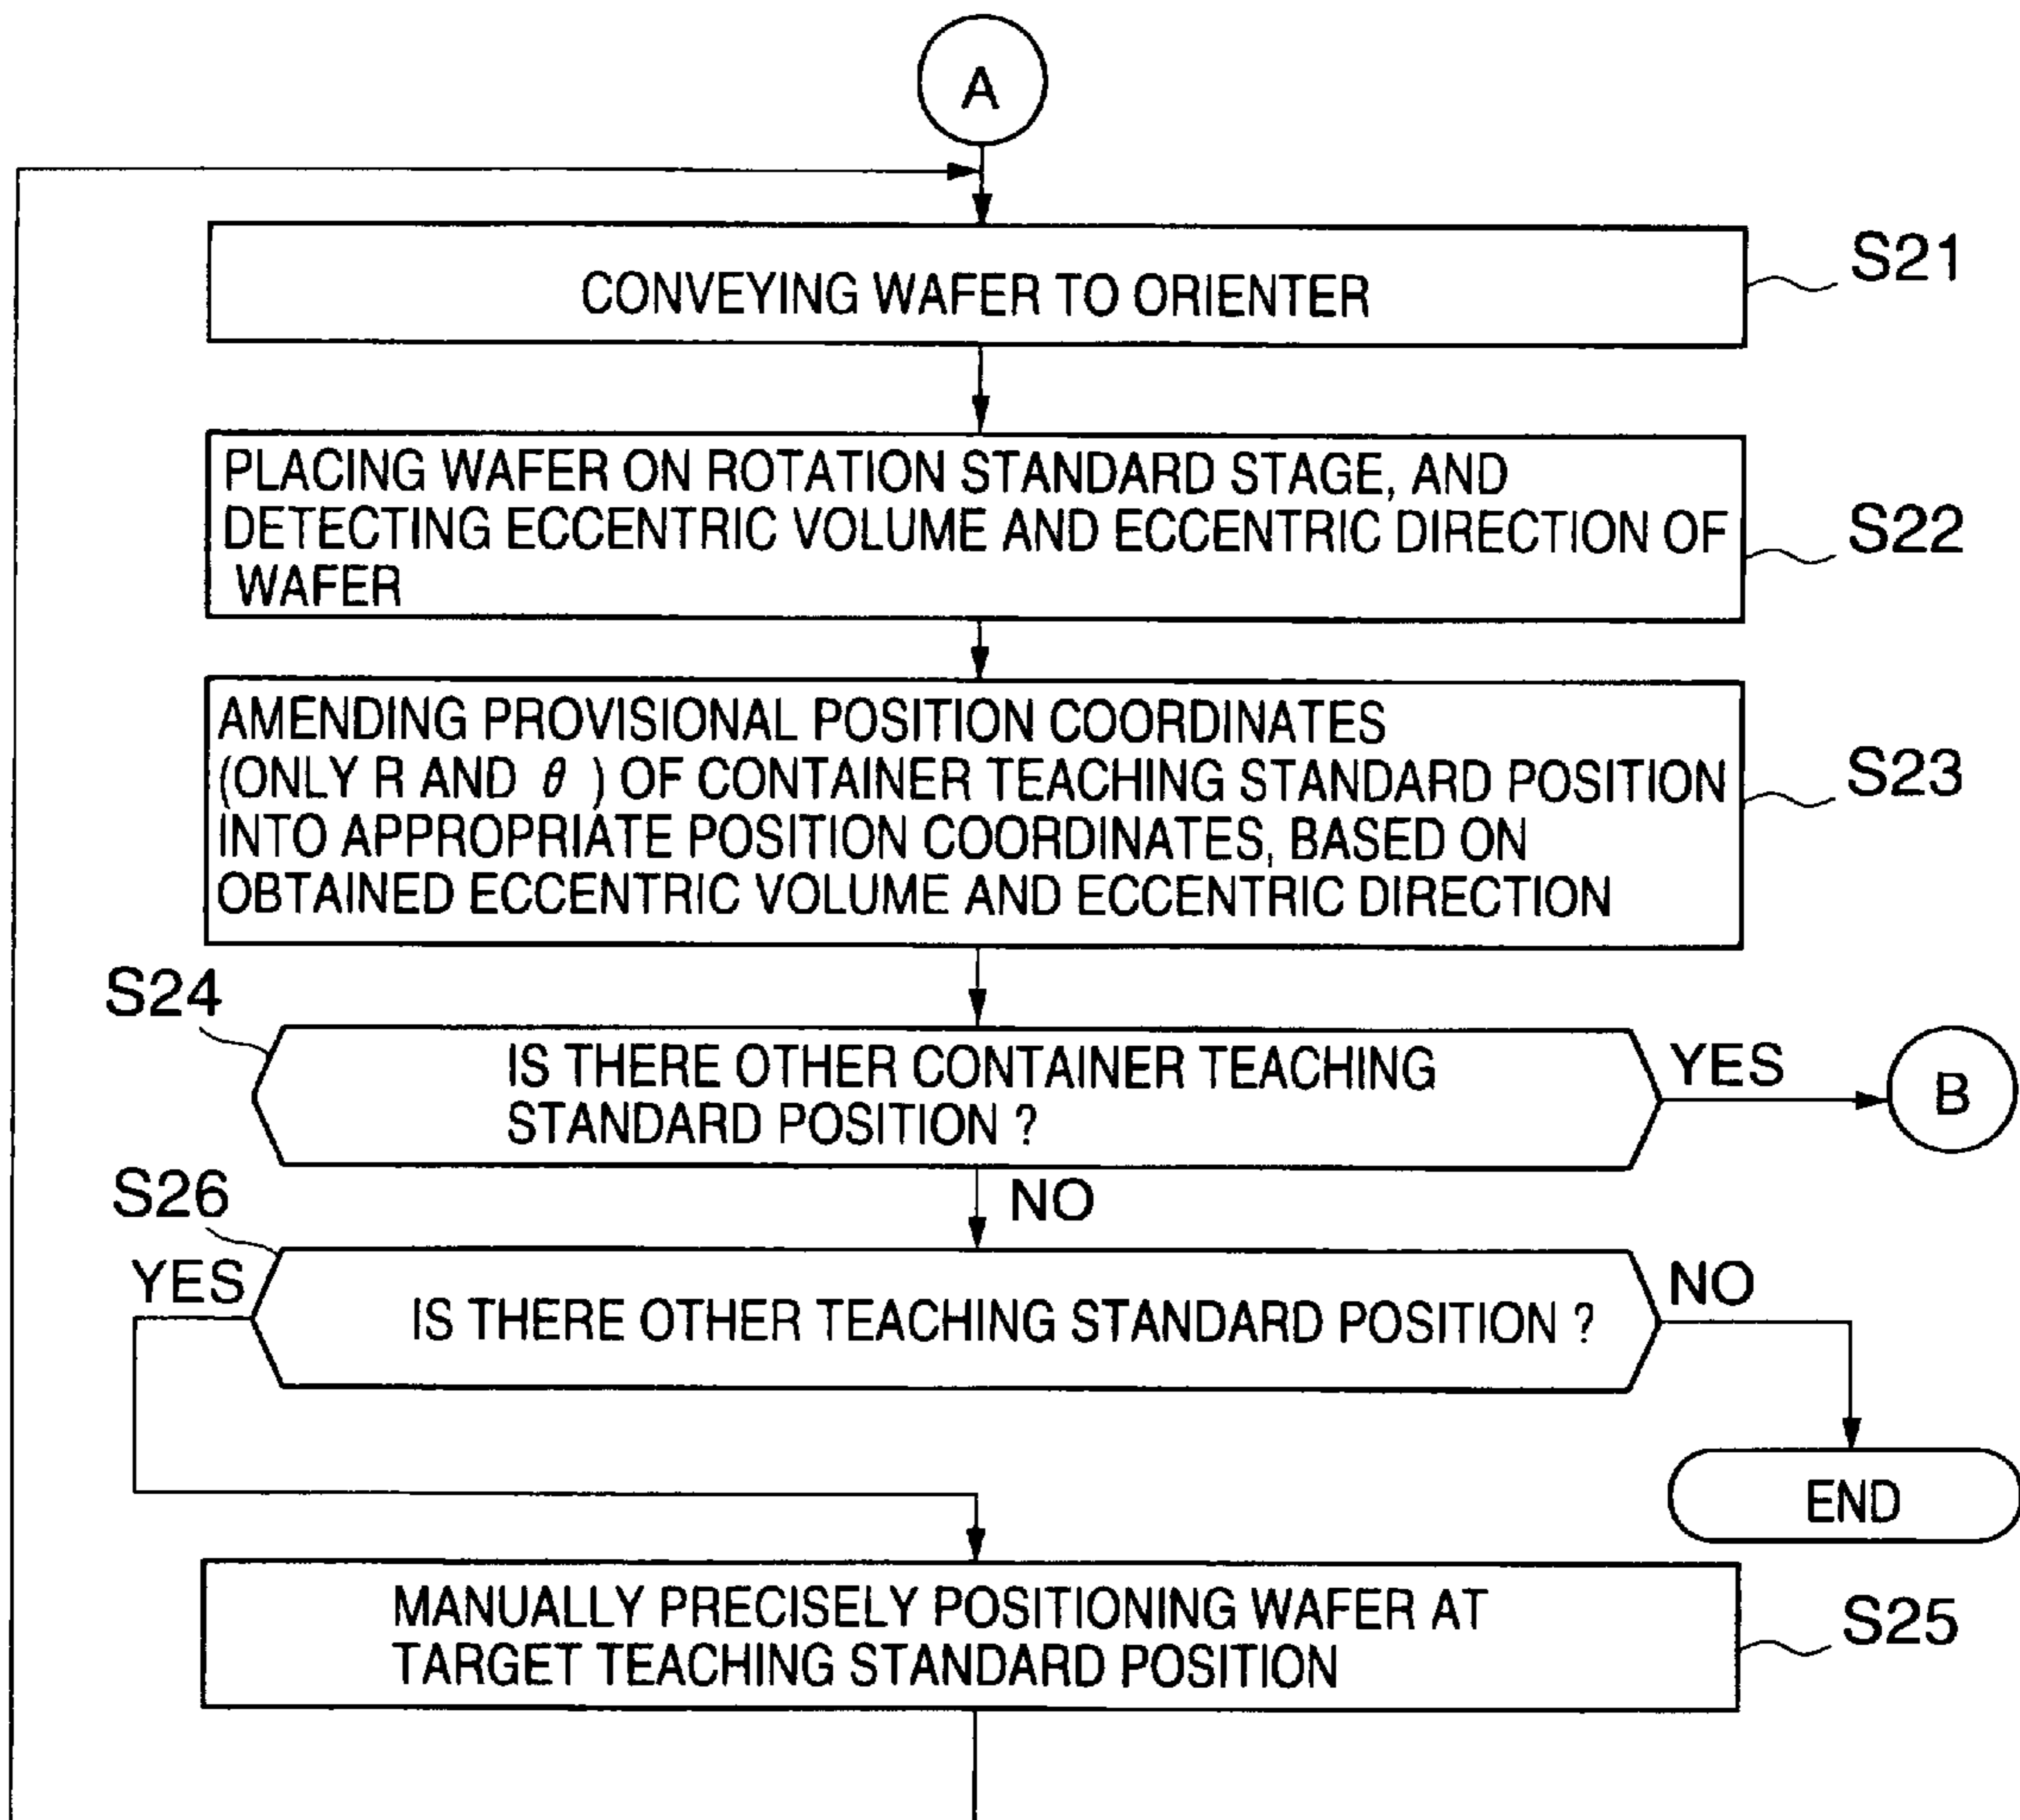 A
CONVEYING WAFER TO ORIENTER
S21
PLACING WAFER ON ROTATION STANDARD STAGE, AND
DETECTING ECCENTRIC VOLUME AND ECCENTRIC DIRECTION OF
WAFER
S22
AMENDING PROVISIONAL POSITION COORDINATES
(ONLY R AND θ ) OF CONTAINER TEACHING STANDARD POSITION
INTO APPROPRIATE POSITION COORDINATES, BASED ON
OBTAINED ECCENTRIC VOLUME AND ECCENTRIC DIRECTION
S23
S24
IS THERE OTHER CONTAINER TEACHING
STANDARD POSITION ?
YES
B
NO
S26
YES
IS THERE OTHER TEACHING STANDARD POSITION ?
NO
END
MANUALLY PRECISELY POSITIONING WAFER AT
TARGET TEACHING STANDARD POSITION
S25